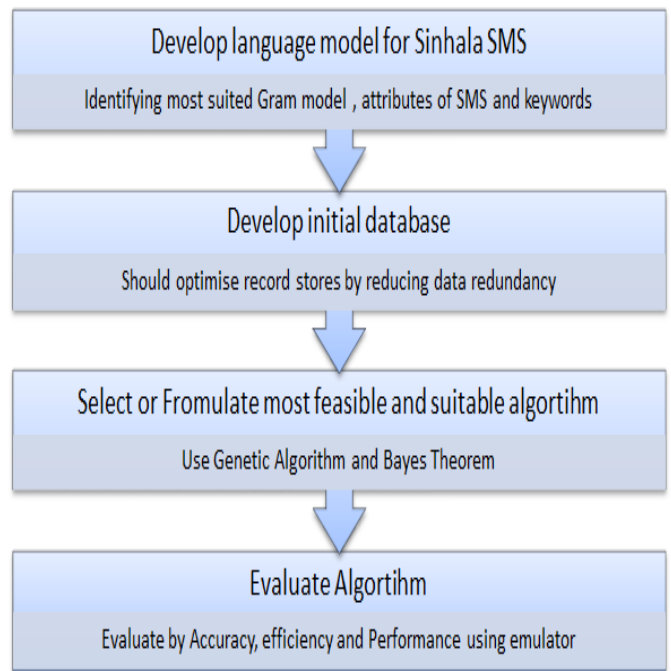 Develop language model for Sinhala SMS
Identifying most suited Gram model , attributes of SMS and keywords
Develop initial database
Should optimise record stores by reducing data redundancy
Select or Fromulate most feasible and suitable algortihm
Use Genetic Algorithm and Bayes Theorem
Evaluate Algortihm
Evaluate by Accuracy, efficiency and Performance using emulator